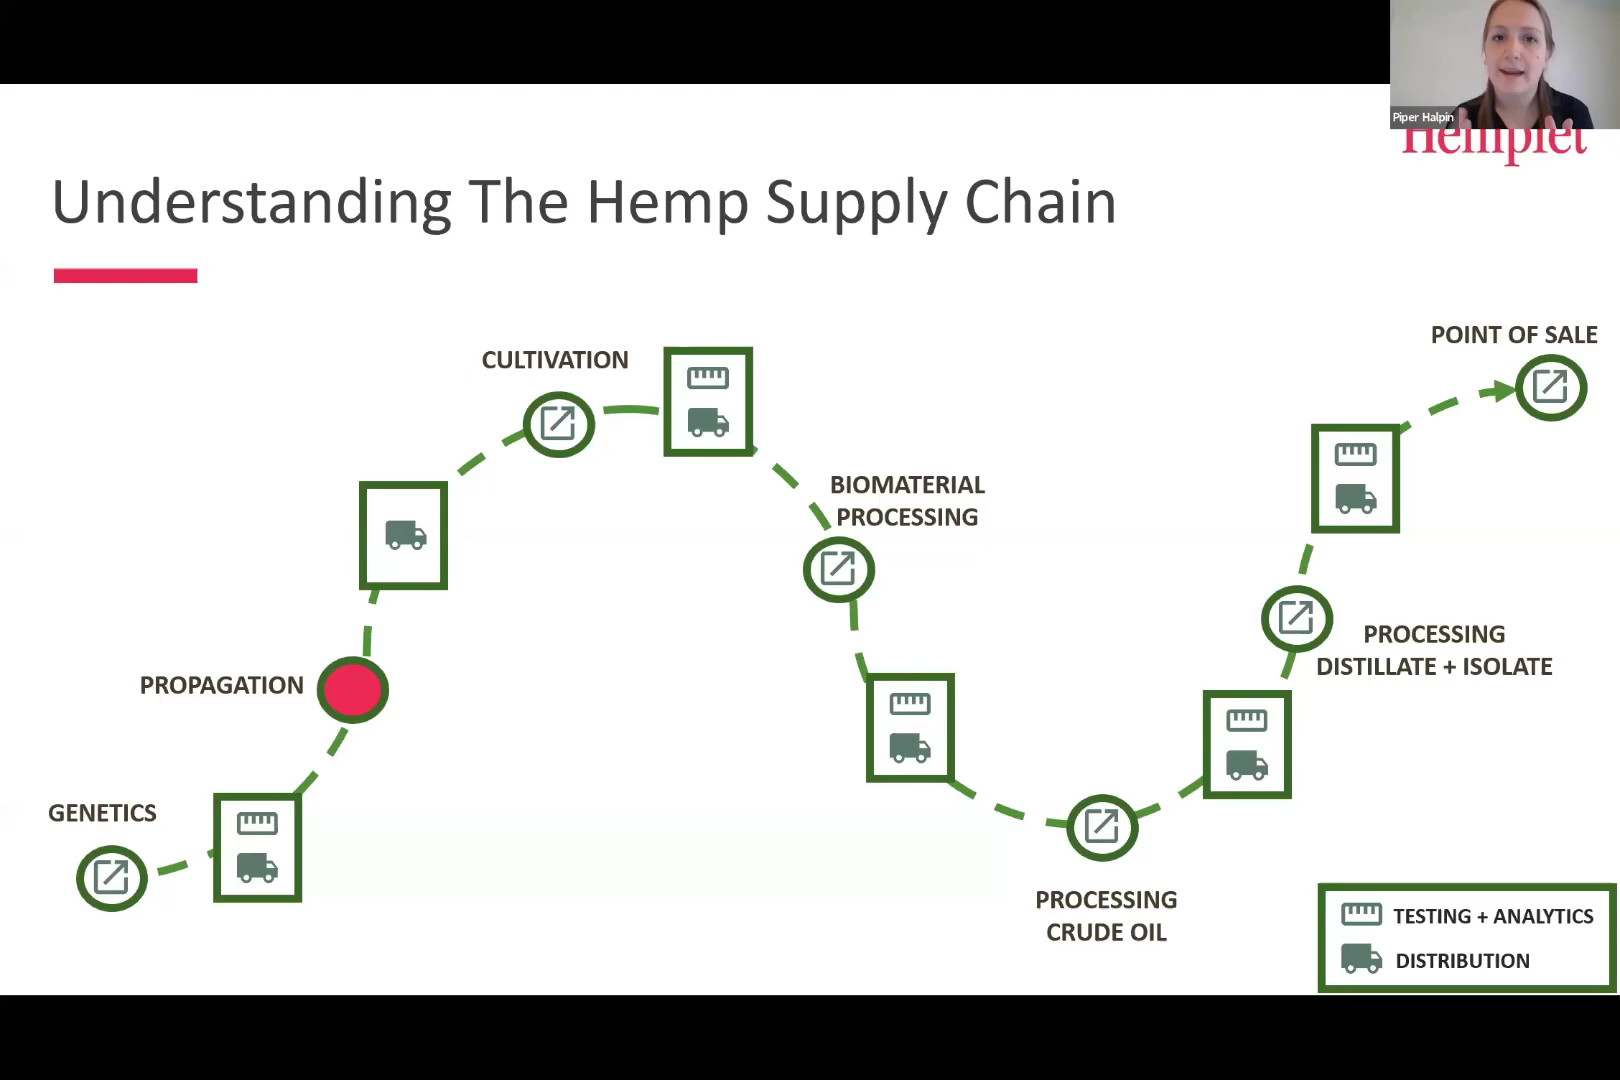 Piper Halpin
Hemplet
Understanding The Hemp Supply Chain
POINT OF SALE
CULTIVATION
BIOMATERIAL
PROCESSING
PROCESSING
DISTILLATE + ISOLATE
PROPAGATION
GENETICS
PROCESSING
CRUDE OIL
TESTING + ANALYTICS
DISTRIBUTION